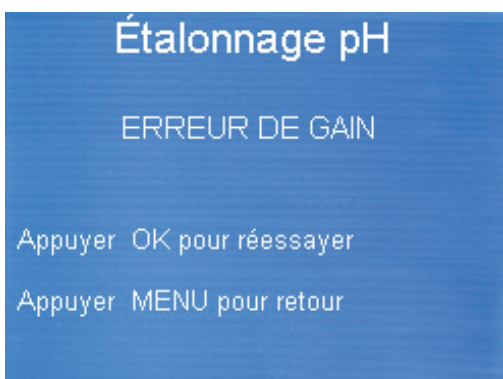 Étalonnage pH
ERREUR DE GAIN
Appuyer OK pour réessayer
Appuyer MENU pour retour